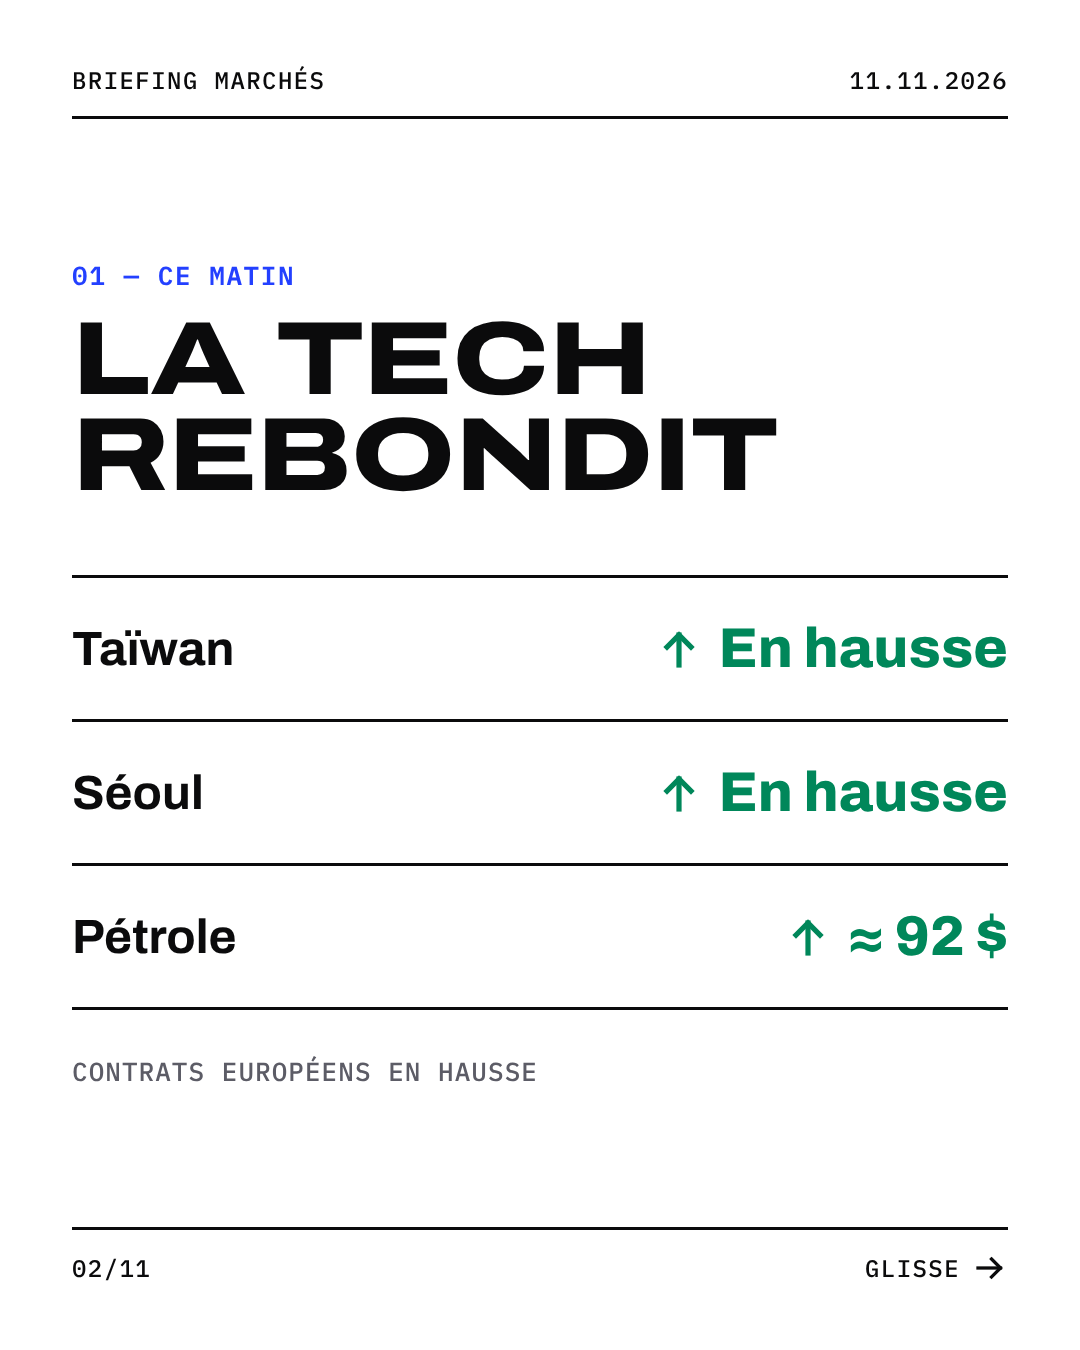 BRIEFING MARCHÉS 11.11.2026
01 — CE MATIN
LA TECH
REBONDIT
Taïwan ↑ En hausse
Séoul ↑ En hausse
Pétrole ↑ ≈ 92 $
CONTRATS EUROPÉENS EN HAUSSE
02/11 GLISSE →